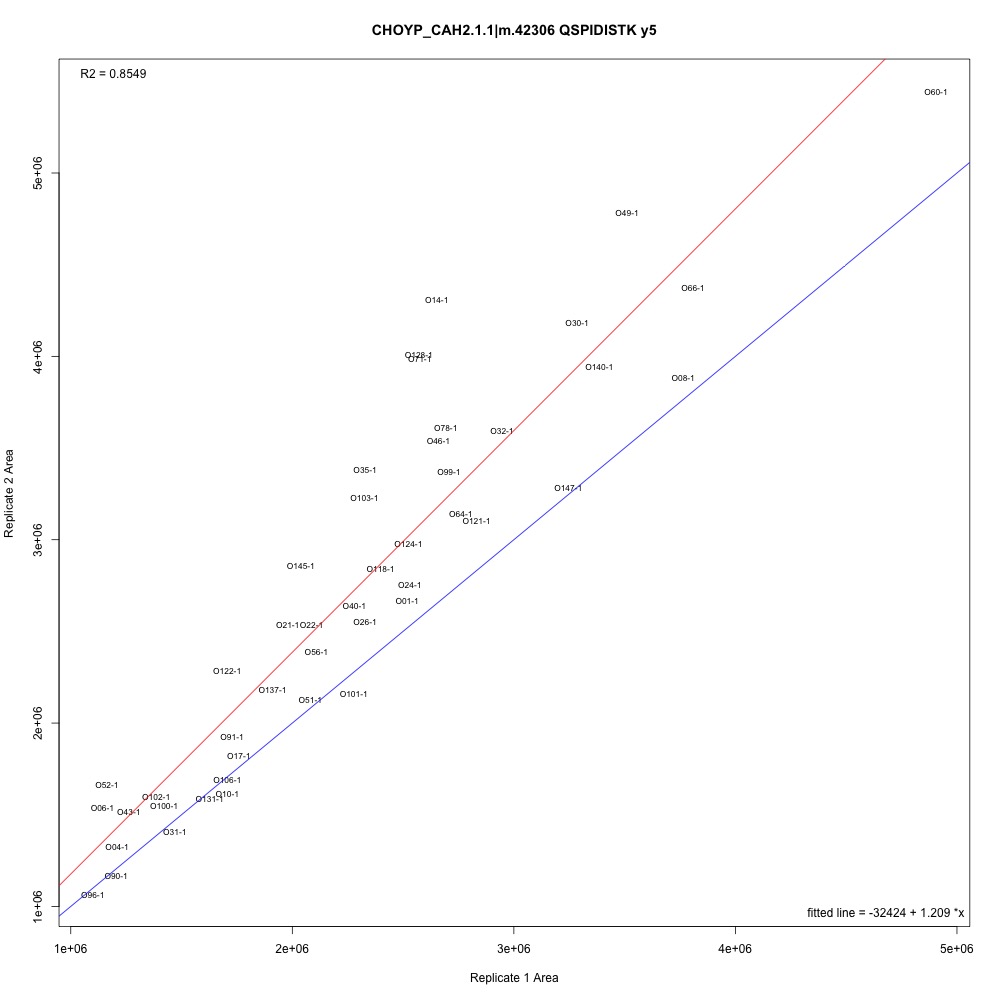 CHOYP_CAH2.1.1|m.42306 QSPIDISTK y5
R2 = 0.8549
O60-1
5e+06
O49-1
O66-1
O14-1
O30-1
O128-1
O71-1
4e+06
O140-1
O08-1
O78-1
O32-1
O46-1
O35-1
O99-1
O147-1
O103-1
Replicate 2 Area
O64-1
O121-1
3e+06
O124-1
O145-1
O118-1
O24-1
O01-1
O40-1
O26-1
O21-1 O22-1
O56-1
O122-1
O137-1
O101-1
O51-1
2e+06
O91-1
O17-1
O106-1
O52-1
O10-1
O102-1
O131-1
O100-1
O06-1
O43-1
O31-1
O04-1
O90-1
O96-1
1e+06
fitted line = -32424 + 1.209 *x
1e+06 2e+06 3e+06 4e+06 5e+06
Replicate 1 Area